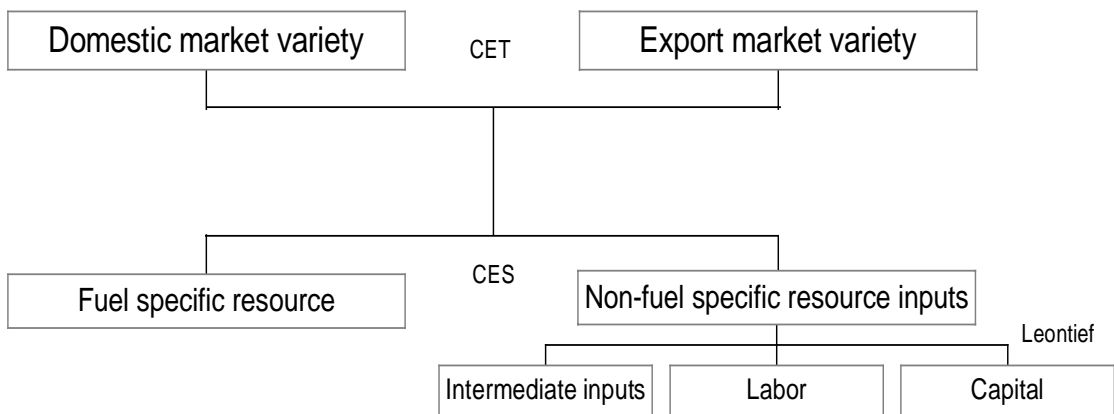 Domestic market variety
CET
Export market variety
Fuel specific resource
CES
Non-fuel specific resource inputs
Leontief
Intermediate inputs
Labor
Capital